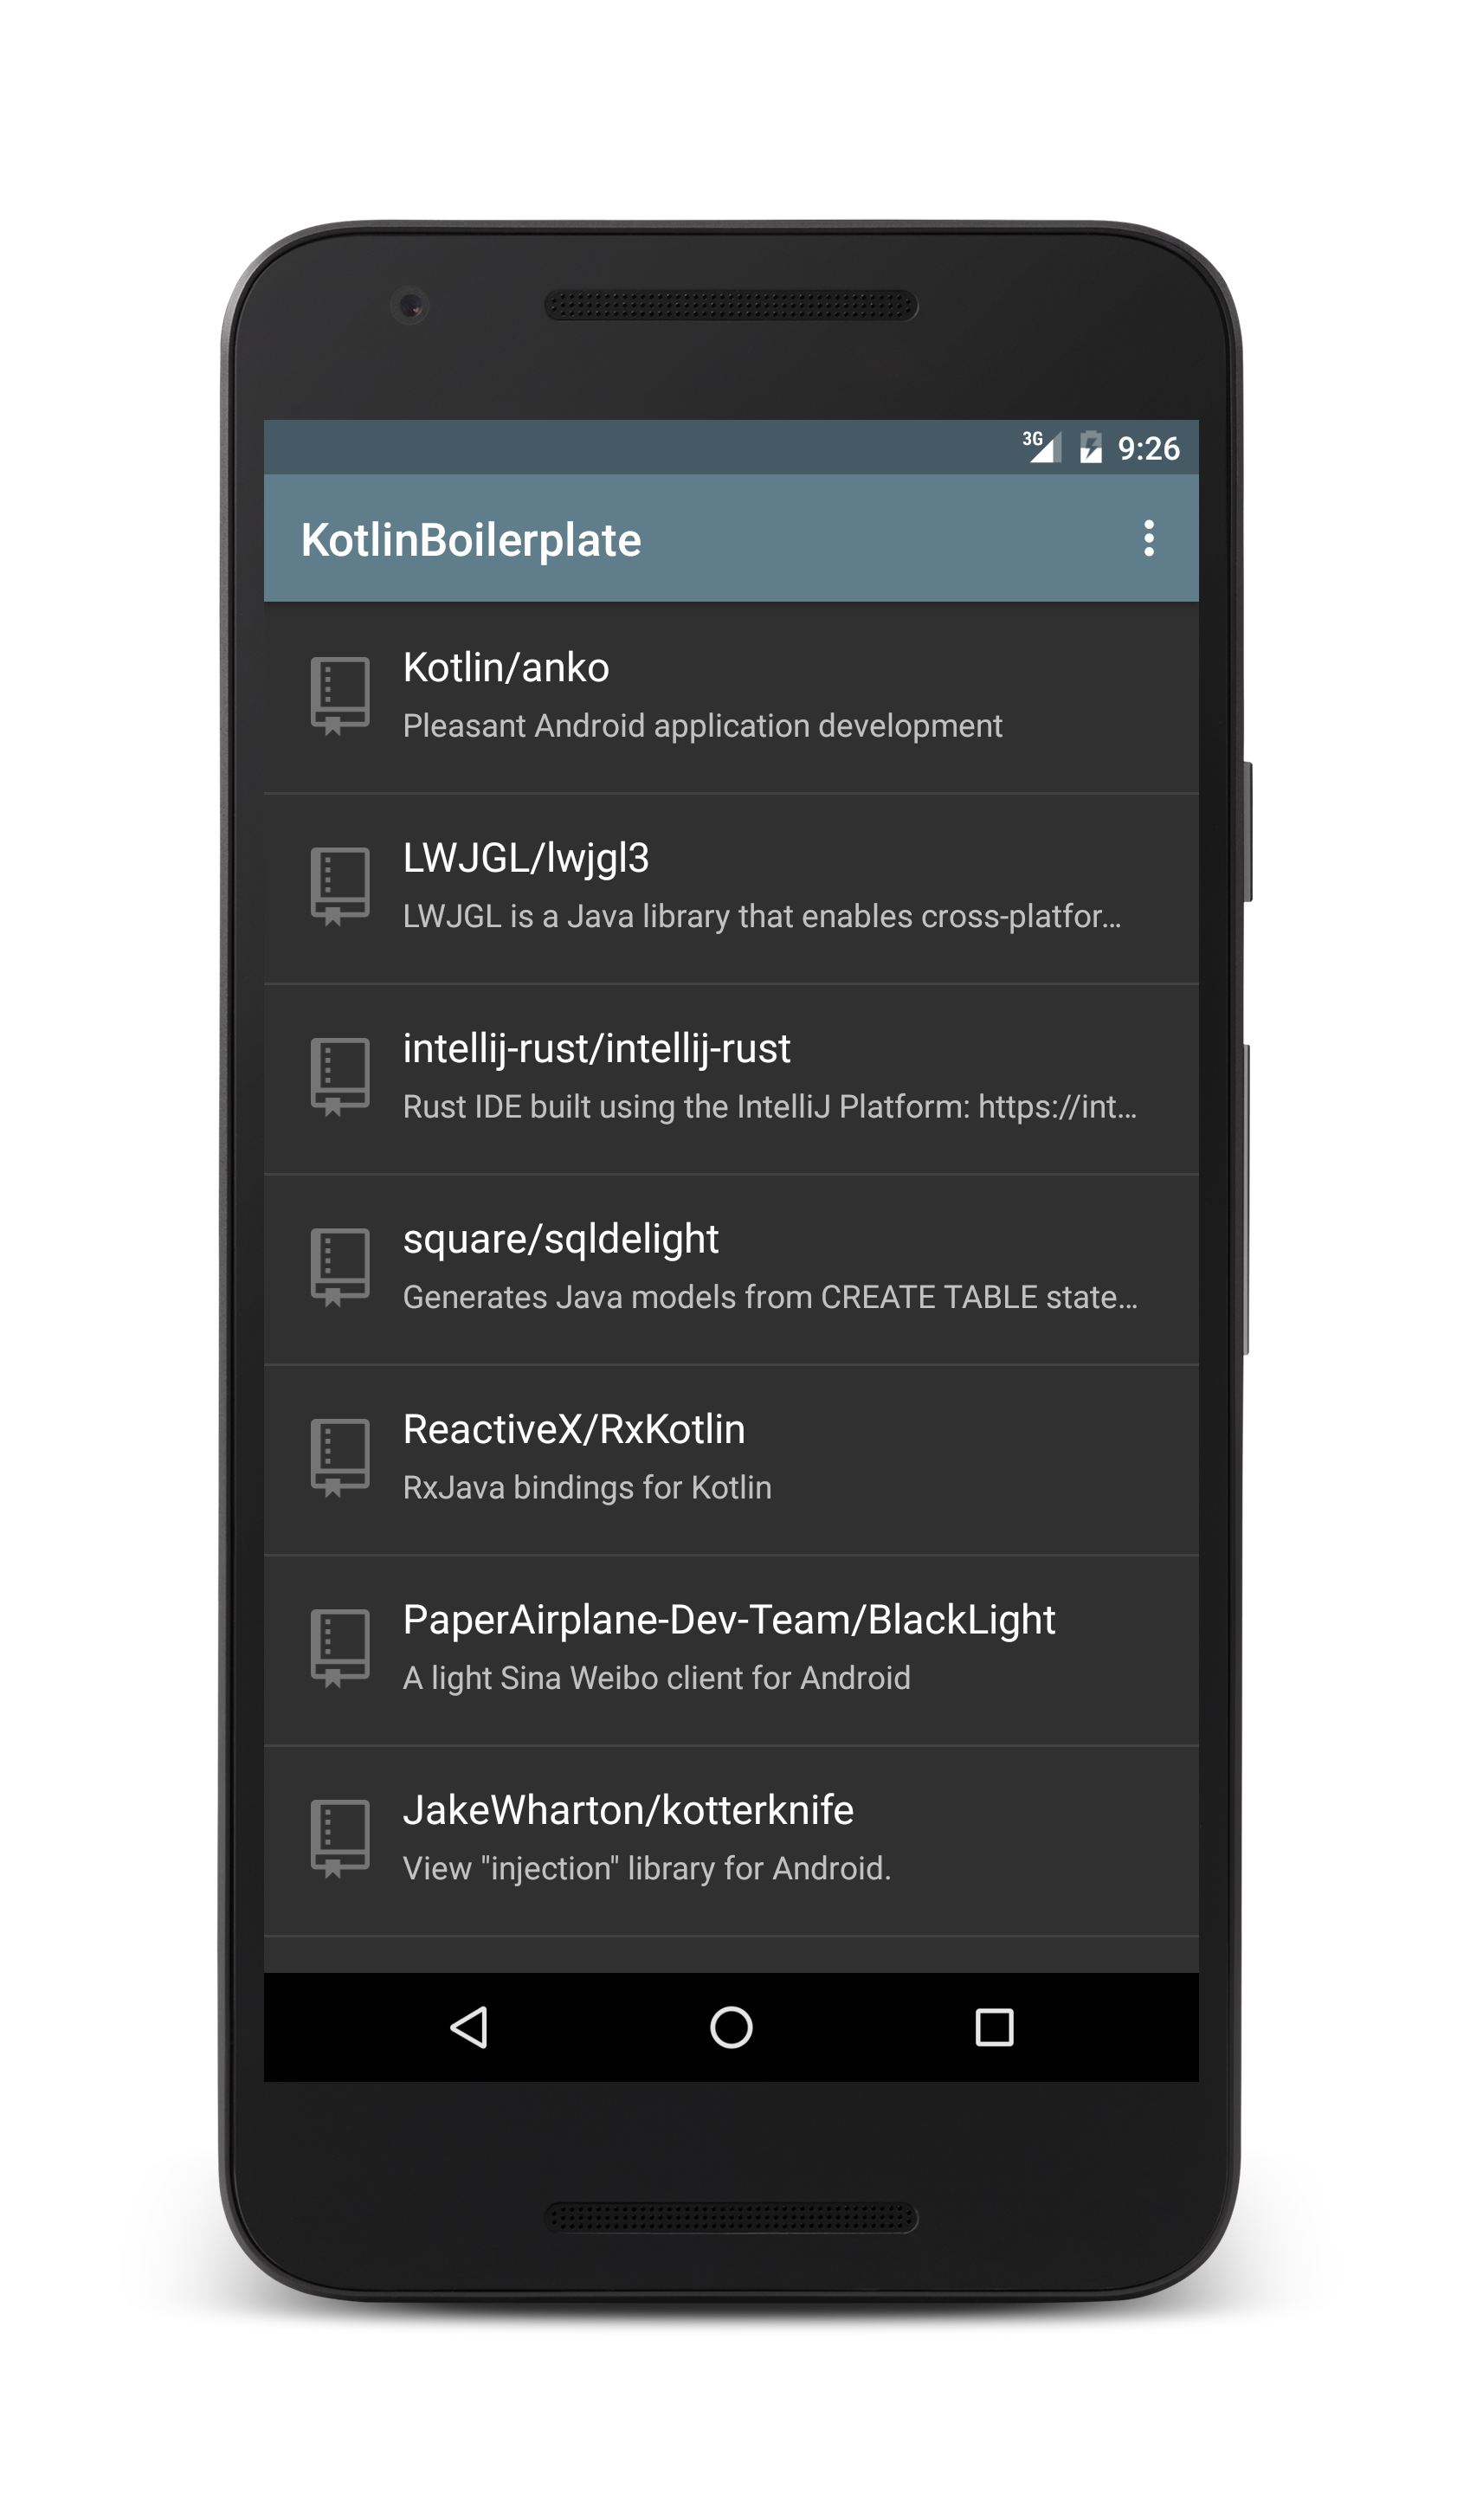 3G 9:26
KotlinBoilerplate
Kotlin/anko
Pleasant Android application development
LWJGL/lwjgl3
LWJGL is a Java library that enables cross-platfor…
intellij-rust/intellij-rust
Rust IDE built using the IntelliJ Platform: https://int…
square/sqldelight
Generates Java models from CREATE TABLE state…
ReactiveX/RxKotlin
RxJava bindings for Kotlin
PaperAirplane-Dev-Team/BlackLight
A light Sina Weibo client for Android
JakeWharton/kotterknife
View "injection" library for Android.